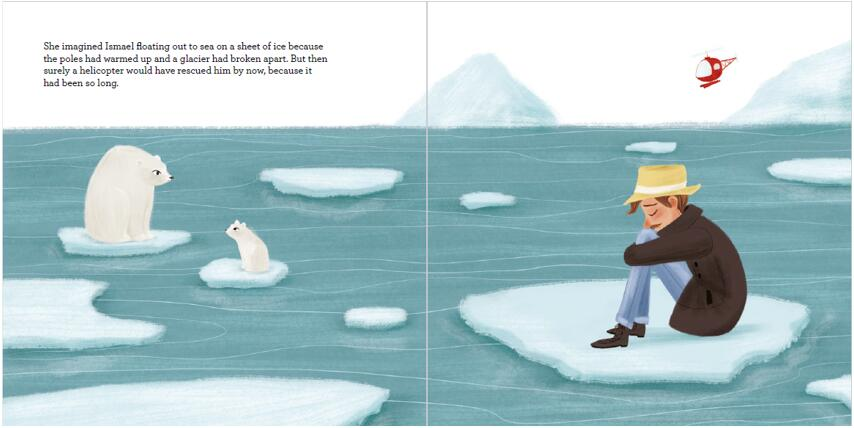 She imagined Ismael floating out to sea on a sheet of ice because
the poles had warmed up and a glacier had broken apart. But then
surely a helicopter would have rescued him by now, because it
had been so long.